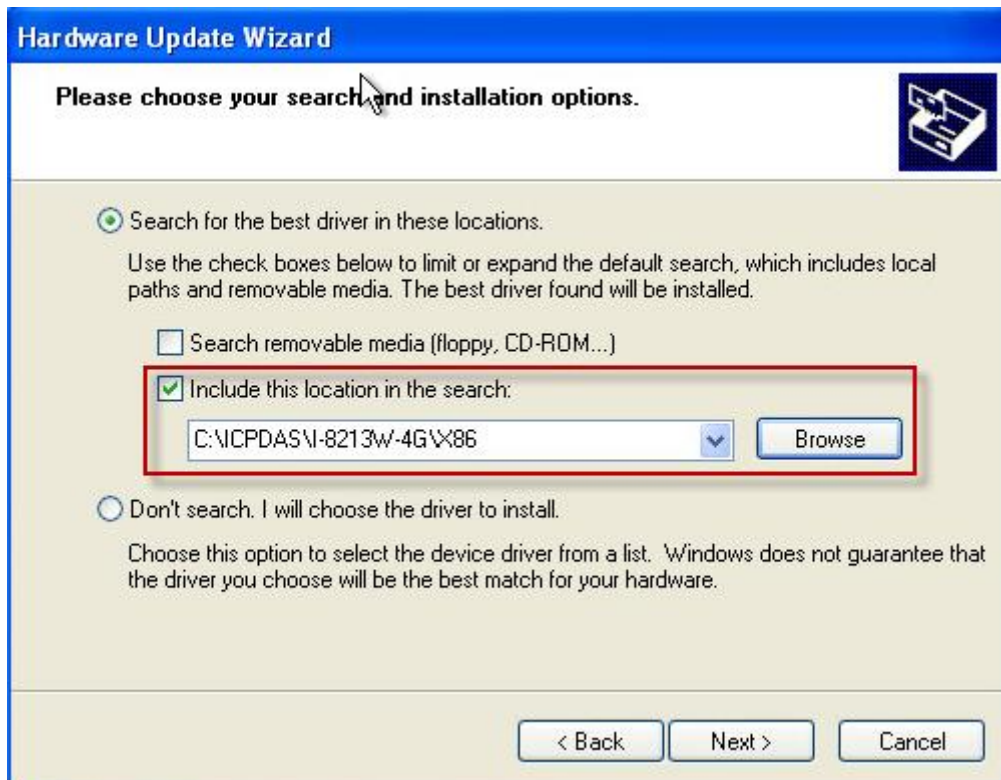 Hardware Update Wizard
Please choose your search and installation options.
Search for the best driver in these locations.
Use the check boxes below to limit or expand the default search, which includes local
paths and removable media. The best driver found will be installed.
Search removable media (floppy, CD-ROM...)
Include this location in the search:
C:\ICPDAS\I-8213W-4G\X86
Browse
Don't search. I will choose the driver to install.
Choose this option to select the device driver from a list. Windows does not guarantee that
the driver you choose will be the best match for your hardware.
< Back Next > Cancel